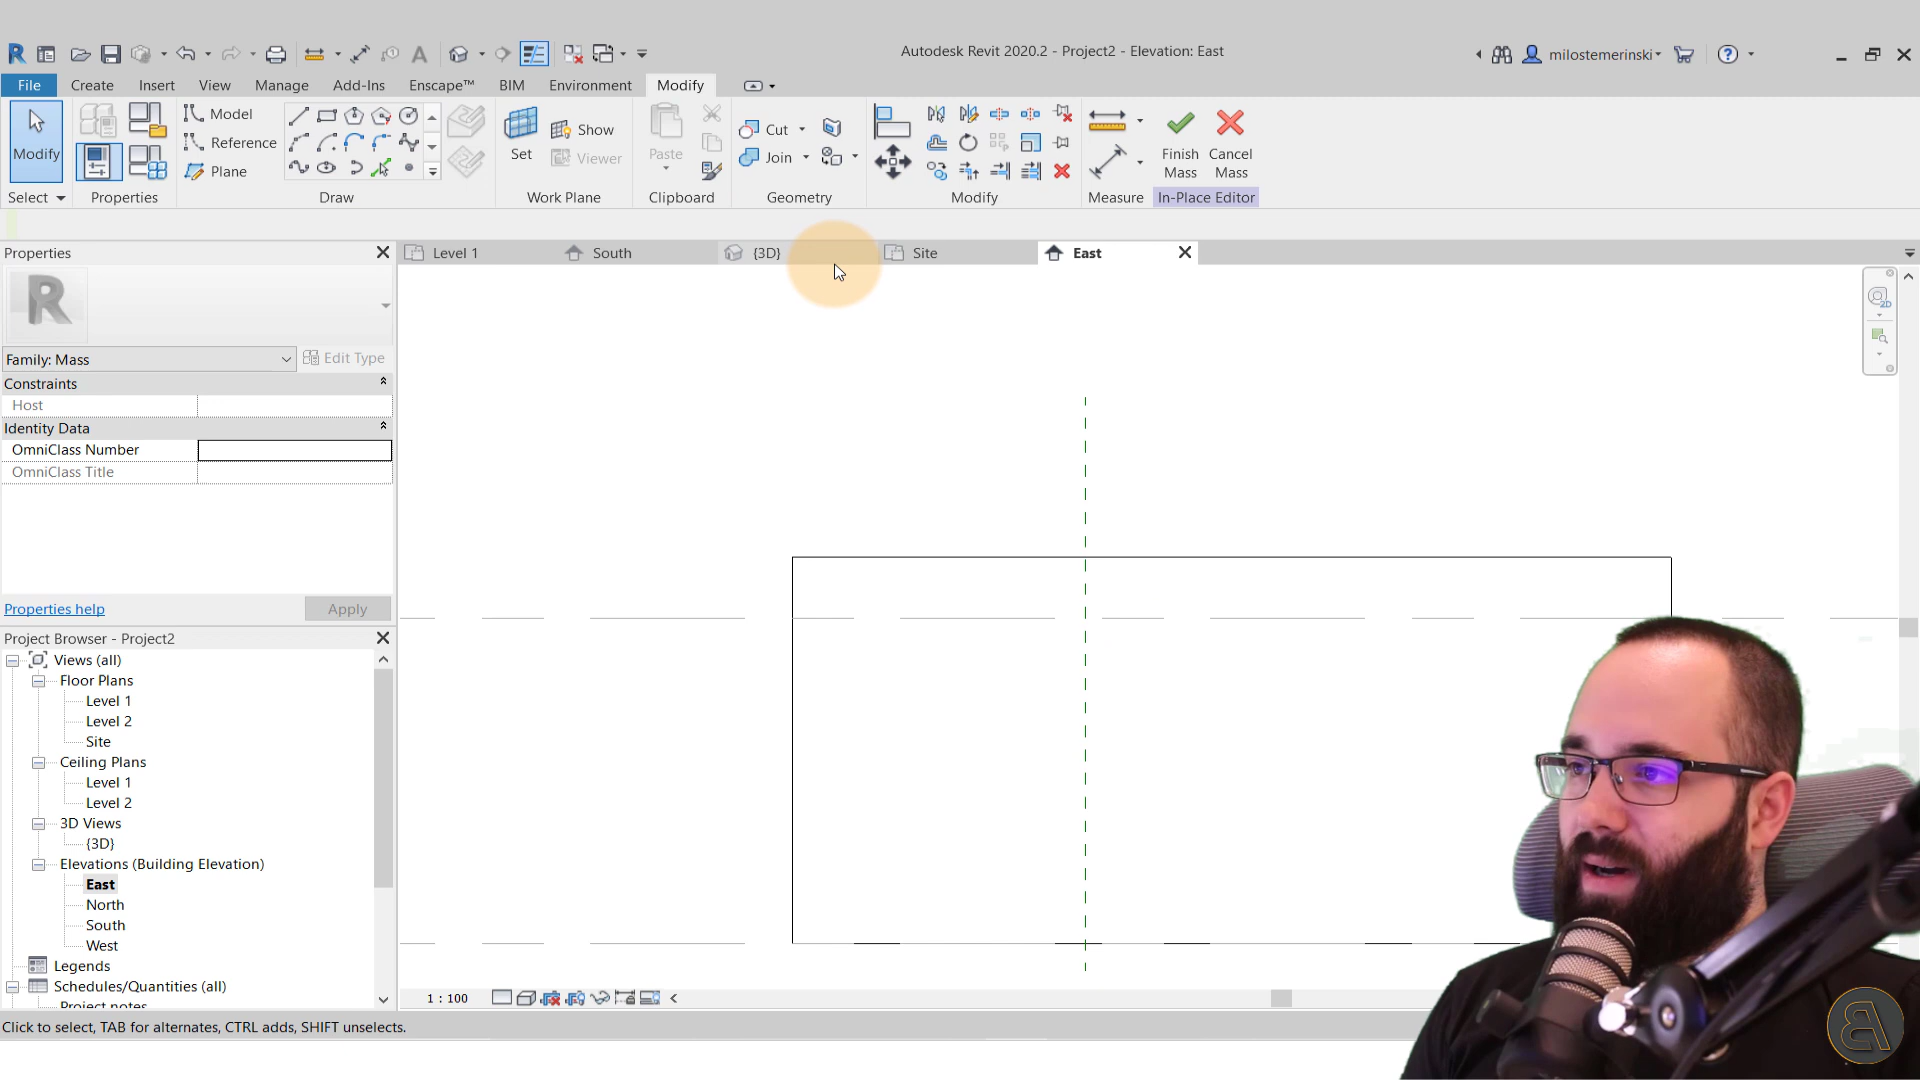 Autodesk Revit 2020.2 - Project2 - Elevation: East
milostemerinski
File
Create
Insert
View
Manage
Add-Ins
Enscape™
BIM
Environment
Modify
Modify
Model
Reference
Plane
Set
Show
Viewer
Paste
Cut
Join
Finish
Mass
Cancel
Mass
Select
Properties
Draw
Work Plane
Clipboard
Geometry
Modify
Measure
In-Place Editor
Properties
Level 1
South
{3D}
Site
East
R
Family: Mass
Edit Type
Constraints
Host
Identity Data
OmniClass Number
OmniClass Title
Properties help
Apply
Project Browser - Project2
Views (all)
Floor Plans
Level 1
Level 2
Site
Ceiling Plans
Level 1
Level 2
3D Views
{3D}
Elevations (Building Elevation)
East
North
South
West
Legends
Schedules/Quantities (all)
Project notes
1 : 100
2D
Click to select, TAB for alternates, CTRL adds, SHIFT unselects.